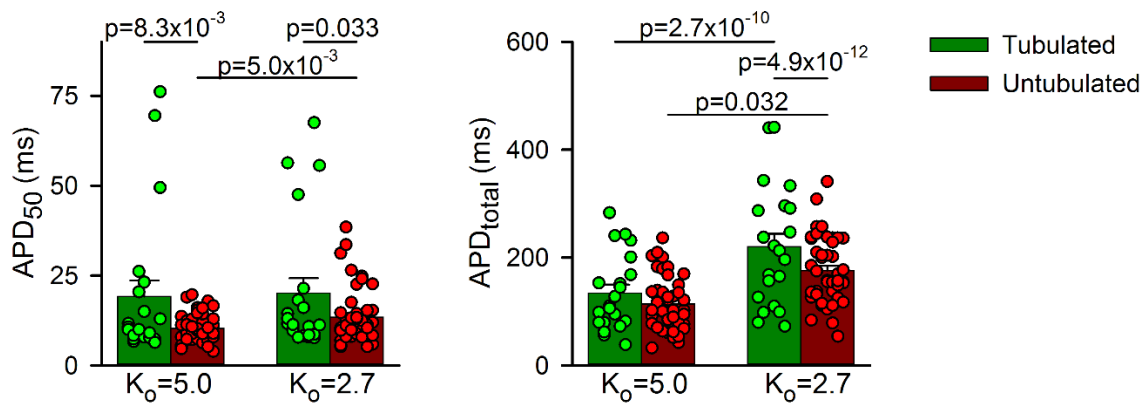 p=8.3x10⁻³
p=0.033
p=5.0x10⁻³
APD₅₀ (ms)
75
50
25
0
Kₒ=5.0
Kₒ=2.7
p=2.7x10⁻¹⁰
p=4.9x10⁻¹²
p=0.032
APDtotal (ms)
600
400
200
0
Kₒ=5.0
Kₒ=2.7
Tubulated
Untubulated